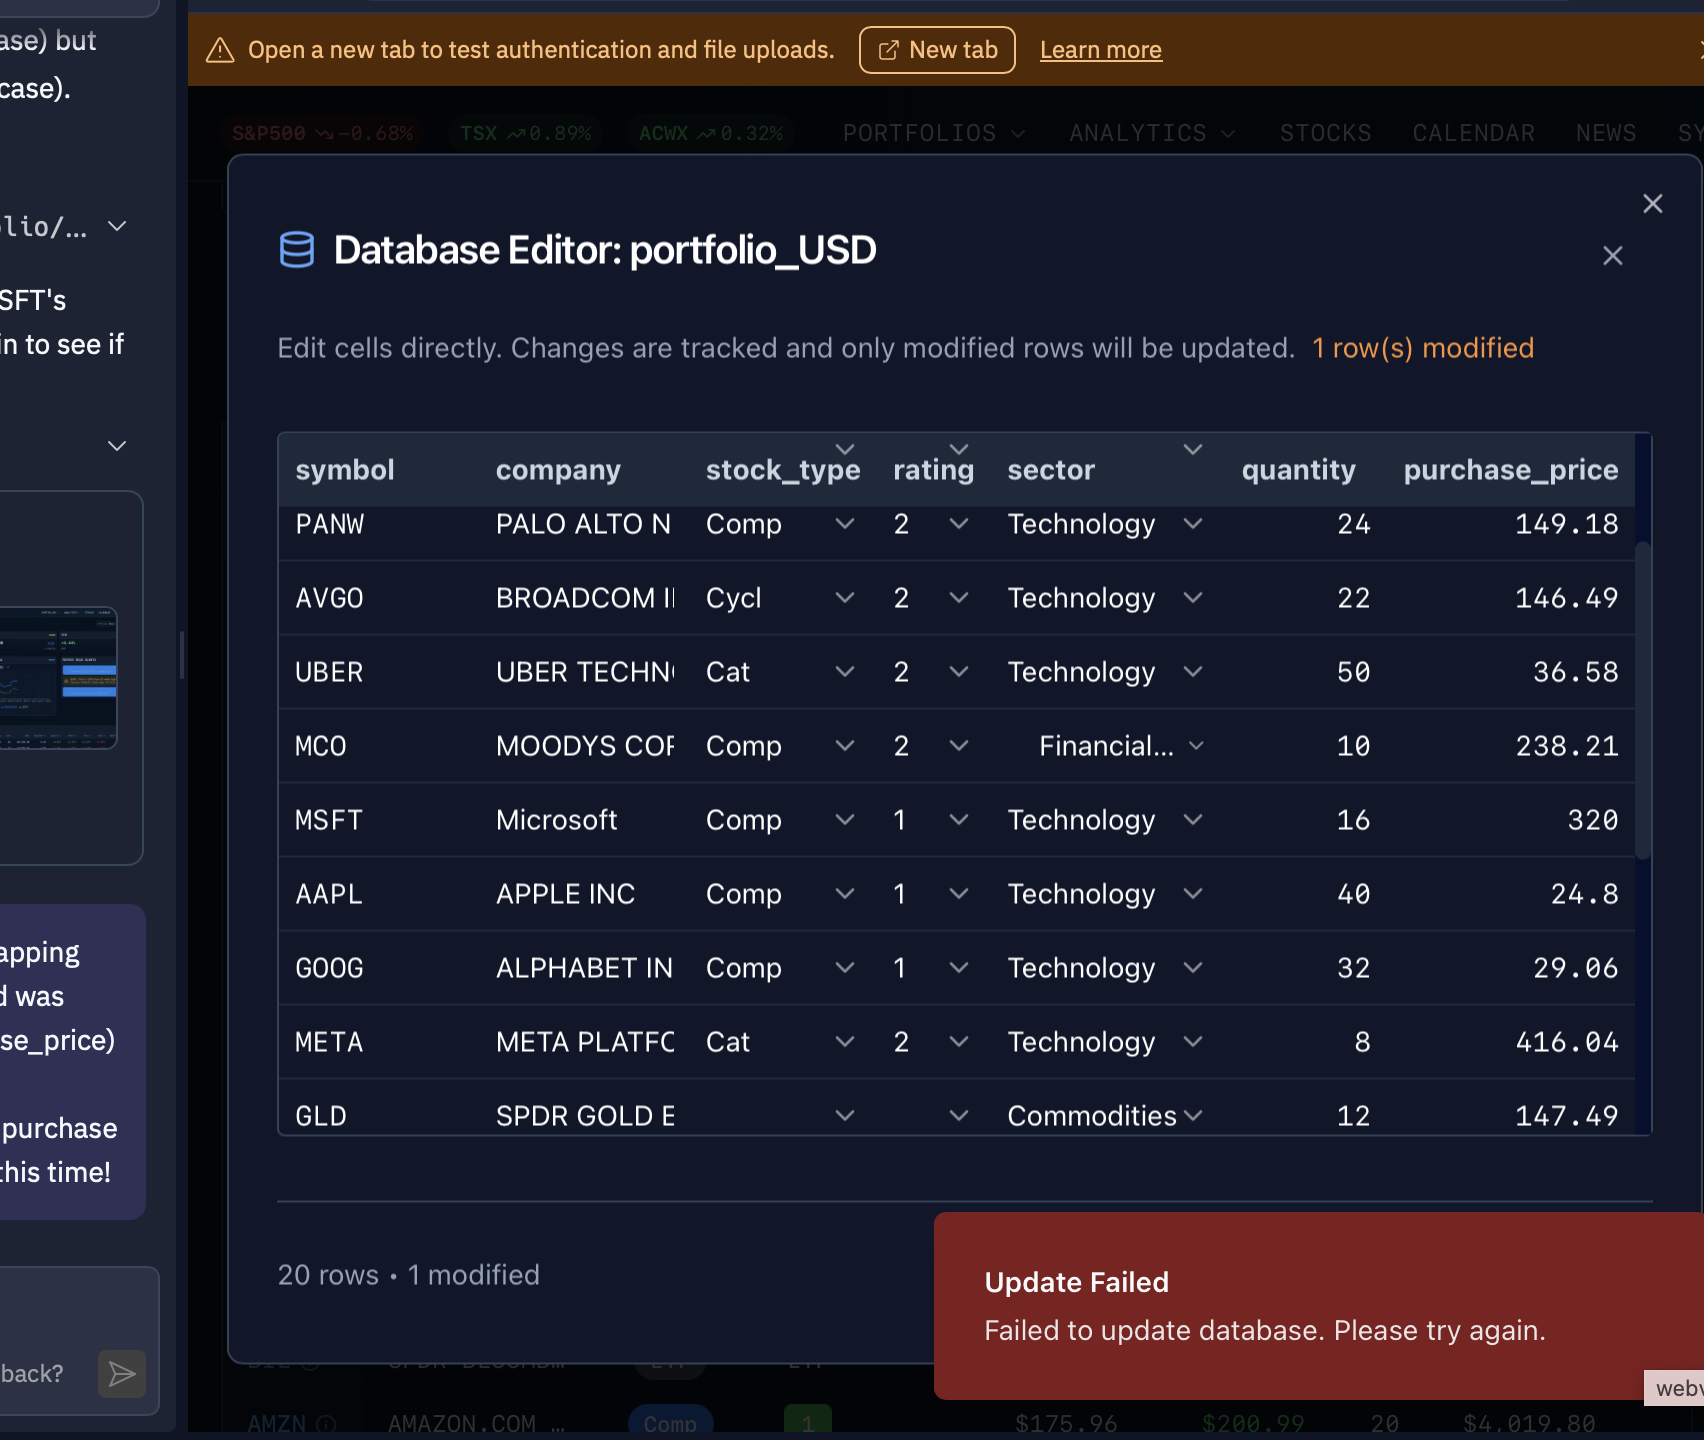 ase) but
case).
olio/...
SFT's
in to see if
apping
d was
se_price)
purchase
this time!
back?
Open a new tab to test authentication and file uploads. New tab Learn more
S&P500 -0.68% TSX 0.89% ACWX 0.32% PORTFOLIOS ANALYTICS STOCKS CALENDAR NEWS SY
Database Editor: portfolio_USD
Edit cells directly. Changes are tracked and only modified rows will be updated. 1 row(s) modified
symbol company stock_type rating sector quantity purchase_price
PANW PALO ALTO N Comp 2 Technology 24 149.18
AVGO BROADCOM I Cycl 2 Technology 22 146.49
UBER UBER TECHN Cat 2 Technology 50 36.58
MCO MOODYS COR Comp 2 Financial... 10 238.21
MSFT Microsoft Comp 1 Technology 16 320
AAPL APPLE INC Comp 1 Technology 40 24.8
GOOG ALPHABET IN Comp 1 Technology 32 29.06
META META PLATFO Cat 2 Technology 8 416.04
GLD SPDR GOLD E Commodities 12 147.49
20 rows • 1 modified
Update Failed
Failed to update database. Please try again.
webv
AMZN AMAZON.COM … Comp 1 $175.96 $200.99 20 $4,019.80